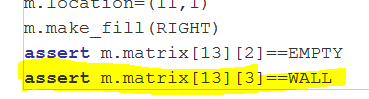 m.location=(11,1)
m.make_fill(RIGHT)
assert m.matrix[13][2]==EMPTY
assert m.matrix[13][3]==WALL